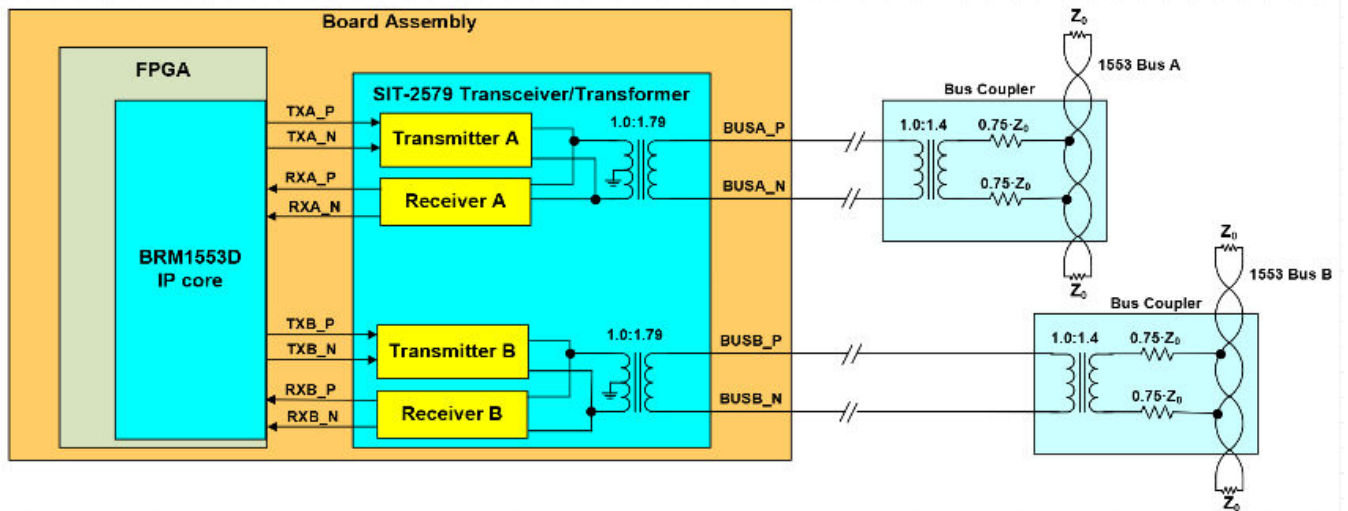 Board Assembly
FPGA
BRM1553D
IP core
SIT-2579 Transceiver/Transformer
TXA_P
TXA_N
RXA_P
RXA_N
Transmitter A
Receiver A
1.0:1.79
BUSA_P
BUSA_N
Bus Coupler
1.0:1.4
0.75·Z₀
0.75·Z₀
Z₀
1553 Bus A
Z₀
TXB_P
TXB_N
RXB_P
RXB_N
Transmitter B
Receiver B
1.0:1.79
BUSB_P
BUSB_N
Bus Coupler
1.0:1.4
0.75·Z₀
0.75·Z₀
Z₀
1553 Bus B
Z₀